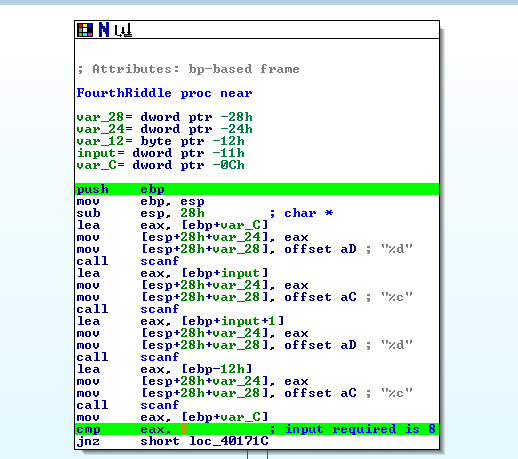 ; Attributes: bp-based frame
FourthRiddle proc near
var_28= dword ptr -28h
var_24= dword ptr -24h
var_12= byte ptr -12h
input= dword ptr -11h
var_C= dword ptr -0Ch
push ebp
mov ebp, esp
sub esp, 28h ; char *
lea eax, [ebp+var_C]
mov [esp+28h+var_24], eax
mov [esp+28h+var_28], offset aD ; "%d"
call scanf
lea eax, [ebp+input]
mov [esp+28h+var_24], eax
mov [esp+28h+var_28], offset aC ; "%c"
call scanf
lea eax, [ebp+input+1]
mov [esp+28h+var_24], eax
mov [esp+28h+var_28], offset aD ; "%d"
call scanf
lea eax, [ebp-12h]
mov [esp+28h+var_24], eax
mov [esp+28h+var_28], offset aC ; "%c"
call scanf
mov eax, [ebp+var_C]
cmp eax, 8 ; input required is 8
jnz short loc_40171C